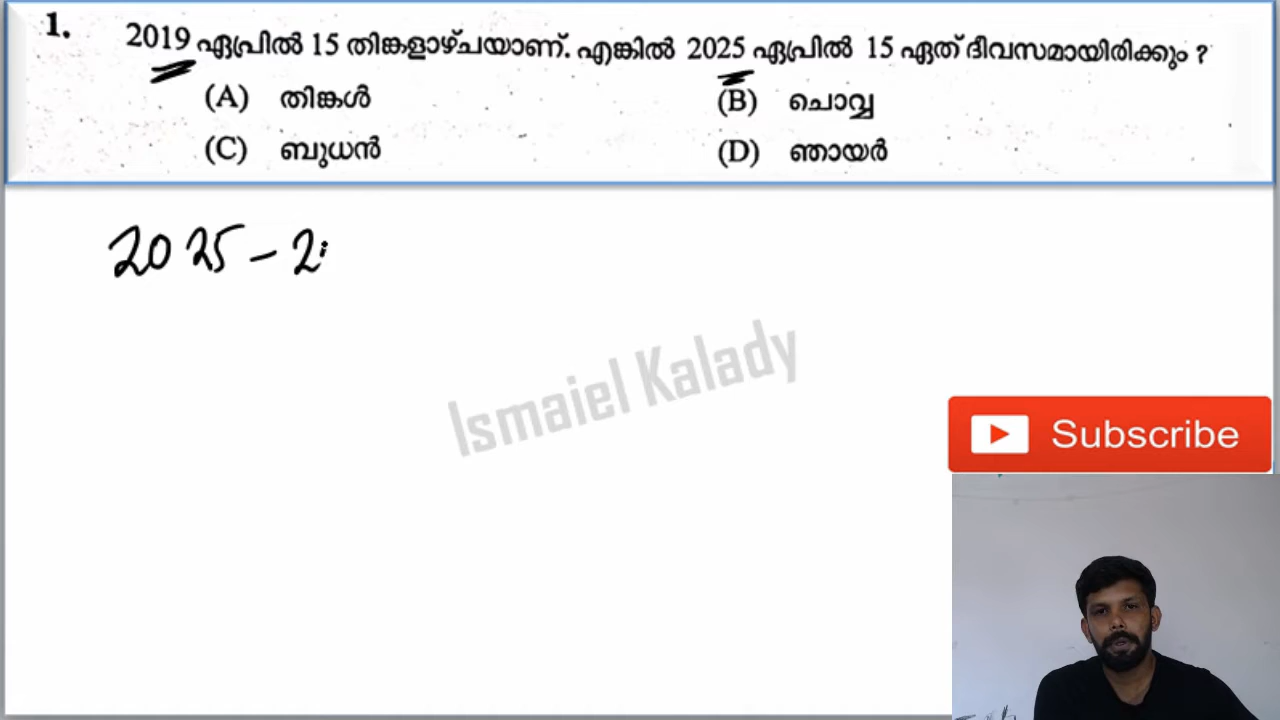 1. 2019 ഏപ്രിൽ 15 തിങ്കളാഴ്ചയാണ്. എങ്കിൽ 2025 ഏപ്രിൽ 15 ഏത് ദിവസമായിരിക്കും ?
(A) തിങ്കൾ (B) ചൊവ്വ
(C) ബുധൻ (D) ഞായർ
2025 - 2
Ismaiel Kalady
Subscribe